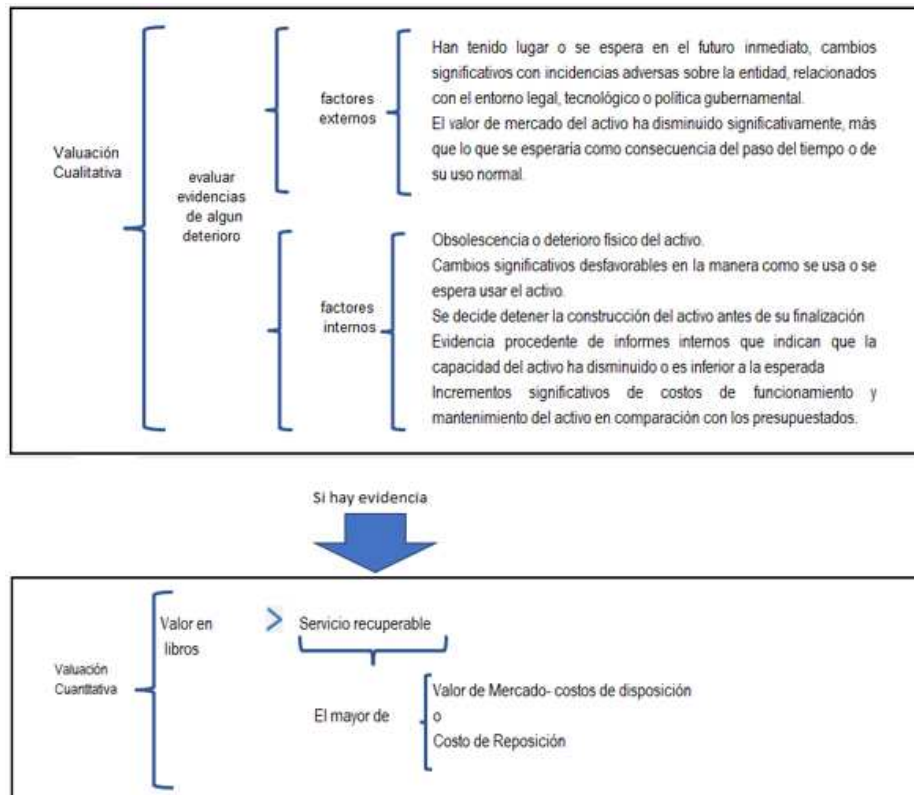 Valuación
Cualitativa
evaluar
evidencias
de algun
deterioro
factores
externos
Han tenido lugar o se espera en el futuro inmediato, cambios
significativos con incidencias adversas sobre la entidad, relacionados
con el entorno legal, tecnológico o política gubernamental.
El valor de mercado del activo ha disminuido significativamente, más
que lo que se esperaría como consecuencia del paso del tiempo o de
su uso normal.
factores
internos
Obsolescencia o deterioro físico del activo.
Cambios significativos desfavorables en la manera como se usa o se
espera usar el activo.
Se decide detener la construcción del activo antes de su finalización
Evidencia procedente de informes internos que indican que la
capacidad del activo ha disminuido o es inferior a la esperada
Incrementos significativos de costos de funcionamiento y
mantenimiento del activo en comparación con los presupuestados.
Si hay evidencia
Valuación
Cuantitativa
Valor en
libros
> Servicio recuperable
El mayor de
Valor de Mercado- costos de disposición
o
Costo de Reposición